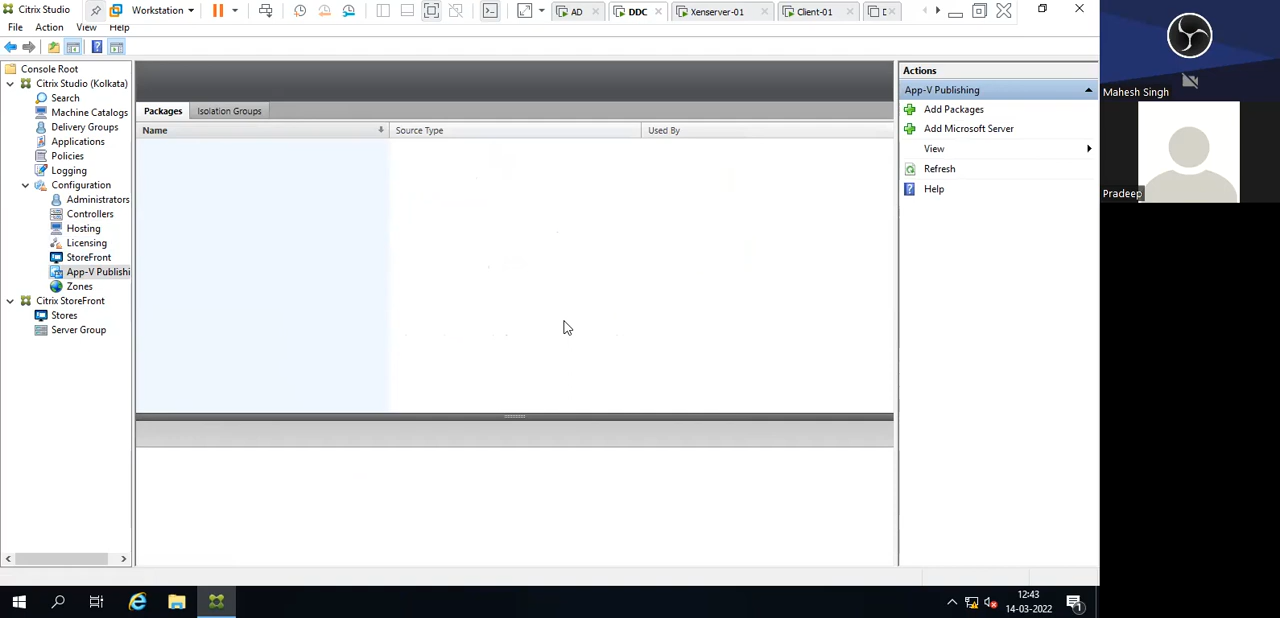 Citrix Studio
Workstation
AD
DDC
Xenserver-01
Client-01
File Action View Help
Console Root
Citrix Studio (Kolkata)
Search
Machine Catalogs
Delivery Groups
Applications
Policies
Logging
Configuration
Administrators
Controllers
Hosting
Licensing
StoreFront
App-V Publishi
Zones
Citrix StoreFront
Stores
Server Group
Packages Isolation Groups
Name Source Type Used By
Actions
App-V Publishing
Add Packages
Add Microsoft Server
View
Refresh
Help
Mahesh Singh
Pradeep
12:43
14-03-2022
1